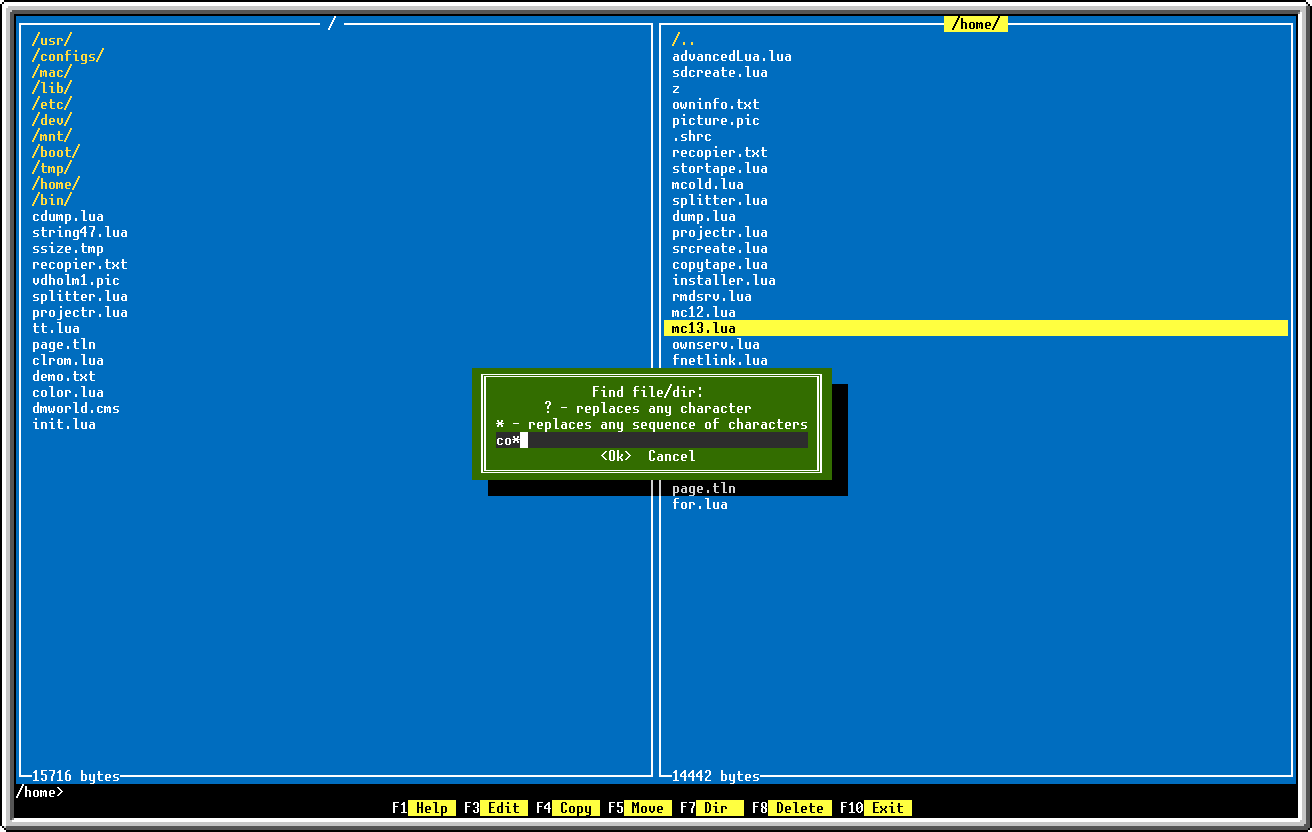 /
/usr/
/configs/
/mac/
/lib/
/etc/
/dev/
/mnt/
/boot/
/tmp/
/home/
/bin/
cdump.lua
string47.lua
ssize.tmp
recopier.txt
vdholm1.pic
splitter.lua
projectr.lua
tt.lua
page.tln
clrom.lua
demo.txt
color.lua
dmworld.cms
init.lua
15716 bytes
/home/
/..
advancedLua.lua
sdcreate.lua
z
owninfo.txt
picture.pic
.shrc
recopier.txt
stortape.lua
mcold.lua
splitter.lua
dump.lua
projectr.lua
srcreate.lua
copytape.lua
installer.lua
rmdsrv.lua
mc12.lua
mc13.lua
ownserv.lua
fnetlink.lua
page.tln
for.lua
14442 bytes
Find file/dir:
? - replaces any character
* - replaces any sequence of characters
co*
<Ok> Cancel
/home>
F1 Help F3 Edit F4 Copy F5 Move F7 Dir F8 Delete F10 Exit